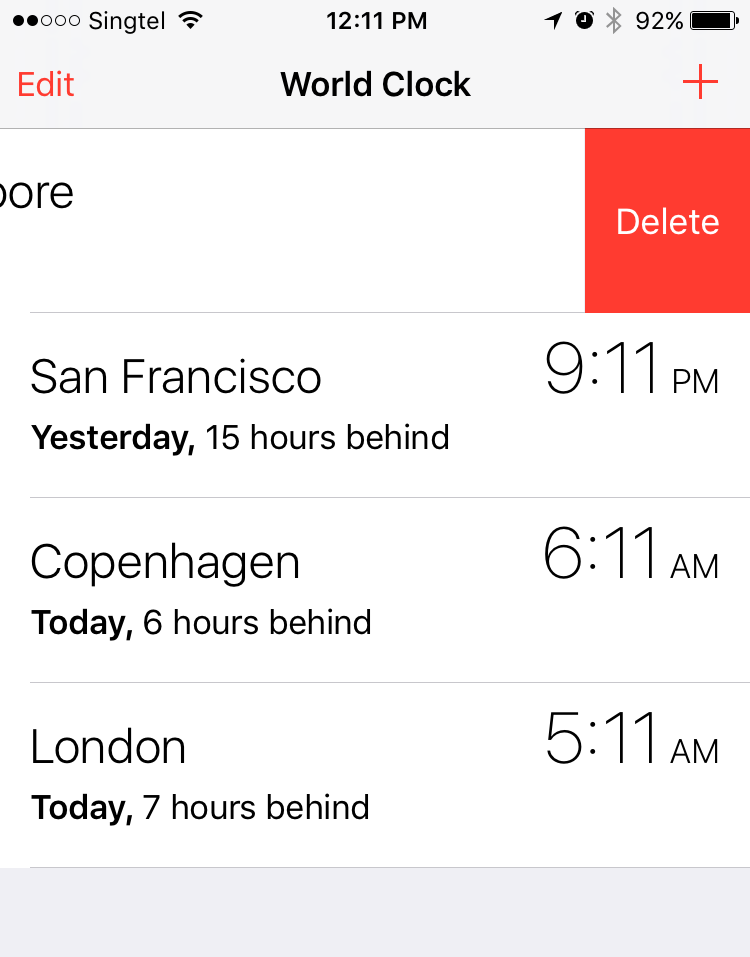 Singtel 12:11 PM 92%
Edit World Clock +
ore Delete
San Francisco 9:11 PM
Yesterday, 15 hours behind
Copenhagen 6:11 AM
Today, 6 hours behind
London 5:11 AM
Today, 7 hours behind